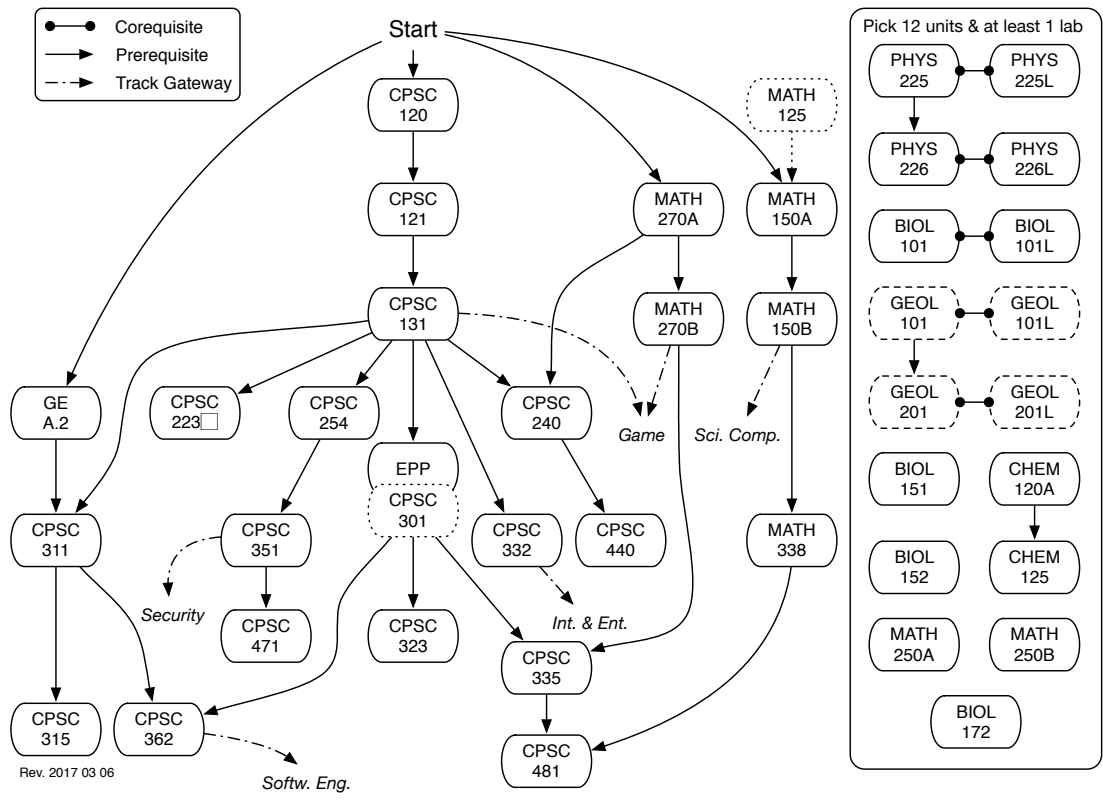 Corequisite
Prerequisite
Track Gateway
Start
CPSC
120
MATH
125
CPSC
121
MATH
270A
MATH
150A
CPSC
131
MATH
270B
MATH
150B
GE
A.2
CPSC
223
CPSC
254
CPSC
240
Game
Sci. Comp.
EPP
CPSC
301
CPSC
311
CPSC
351
CPSC
332
CPSC
440
MATH
338
Security
Int. & Ent.
CPSC
471
CPSC
323
CPSC
335
CPSC
315
CPSC
362
CPSC
481
Rev. 2017 03 06
Softw. Eng.
Pick 12 units & at least 1 lab
PHYS
225
PHYS
225L
PHYS
226
PHYS
226L
BIOL
101
BIOL
101L
GEOL
101
GEOL
101L
GEOL
201
GEOL
201L
BIOL
151
CHEM
120A
BIOL
152
CHEM
125
MATH
250A
MATH
250B
BIOL
172